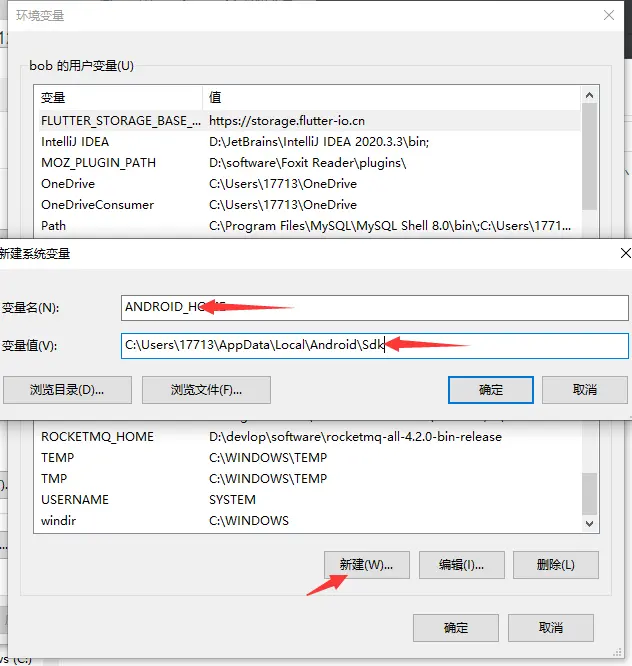 环境变量
bob 的用户变量(U)
变量 值
FLUTTER_STORAGE_BASE_... https://storage.flutter-io.cn
IntelliJ IDEA D:\JetBrains\IntelliJ IDEA 2020.3.3\bin;
MOZ_PLUGIN_PATH D:\software\Foxit Reader\plugins\
OneDrive C:\Users\17713\OneDrive
OneDriveConsumer C:\Users\17713\OneDrive
Path C:\Program Files\MySQL\MySQL Shell 8.0\bin\;C:\Users\1771...
新建系统变量
变量名(N): ANDROID_HOME
变量值(V): C:\Users\17713\AppData\Local\Android\Sdk
浏览目录(D)... 浏览文件(F)... 确定 取消
ROCKETMQ_HOME D:\devlop\software\rocketmq-all-4.2.0-bin-release
TEMP C:\WINDOWS\TEMP
TMP C:\WINDOWS\TEMP
USERNAME SYSTEM
windir C:\WINDOWS
新建(W)... 编辑(I)... 删除(L)
确定 取消
(C:)